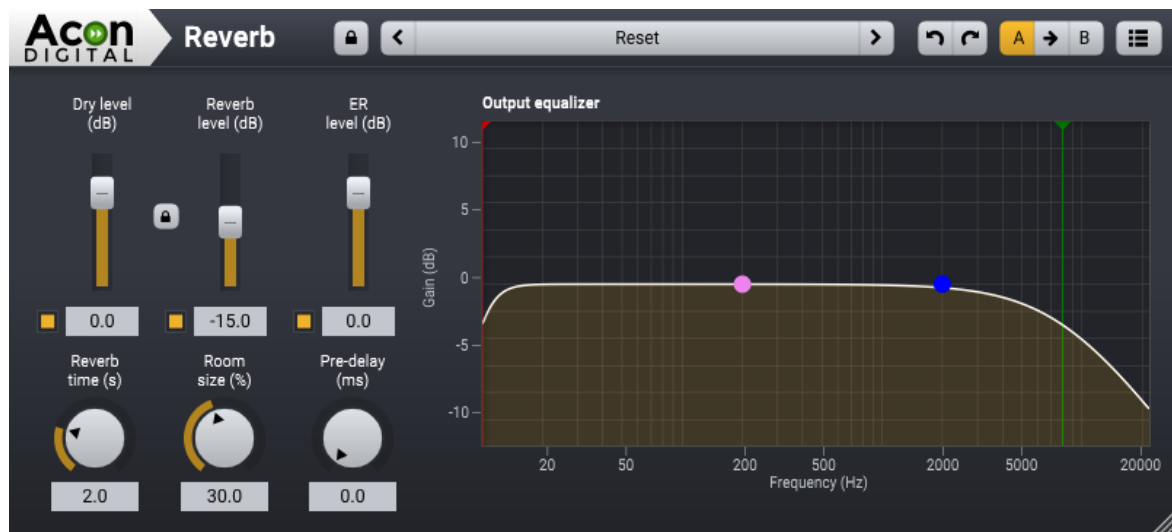 Acon
DIGITAL
Reverb
Reset
A
B
Dry level
(dB)
Reverb
level (dB)
ER
level (dB)
0.0
-15.0
0.0
Reverb
time (s)
Room
size (%)
Pre-delay
(ms)
2.0
30.0
0.0
Output equalizer
Gain (dB)
10
5
0
-5
-10
20
50
200
500
2000
5000
20000
Frequency (Hz)